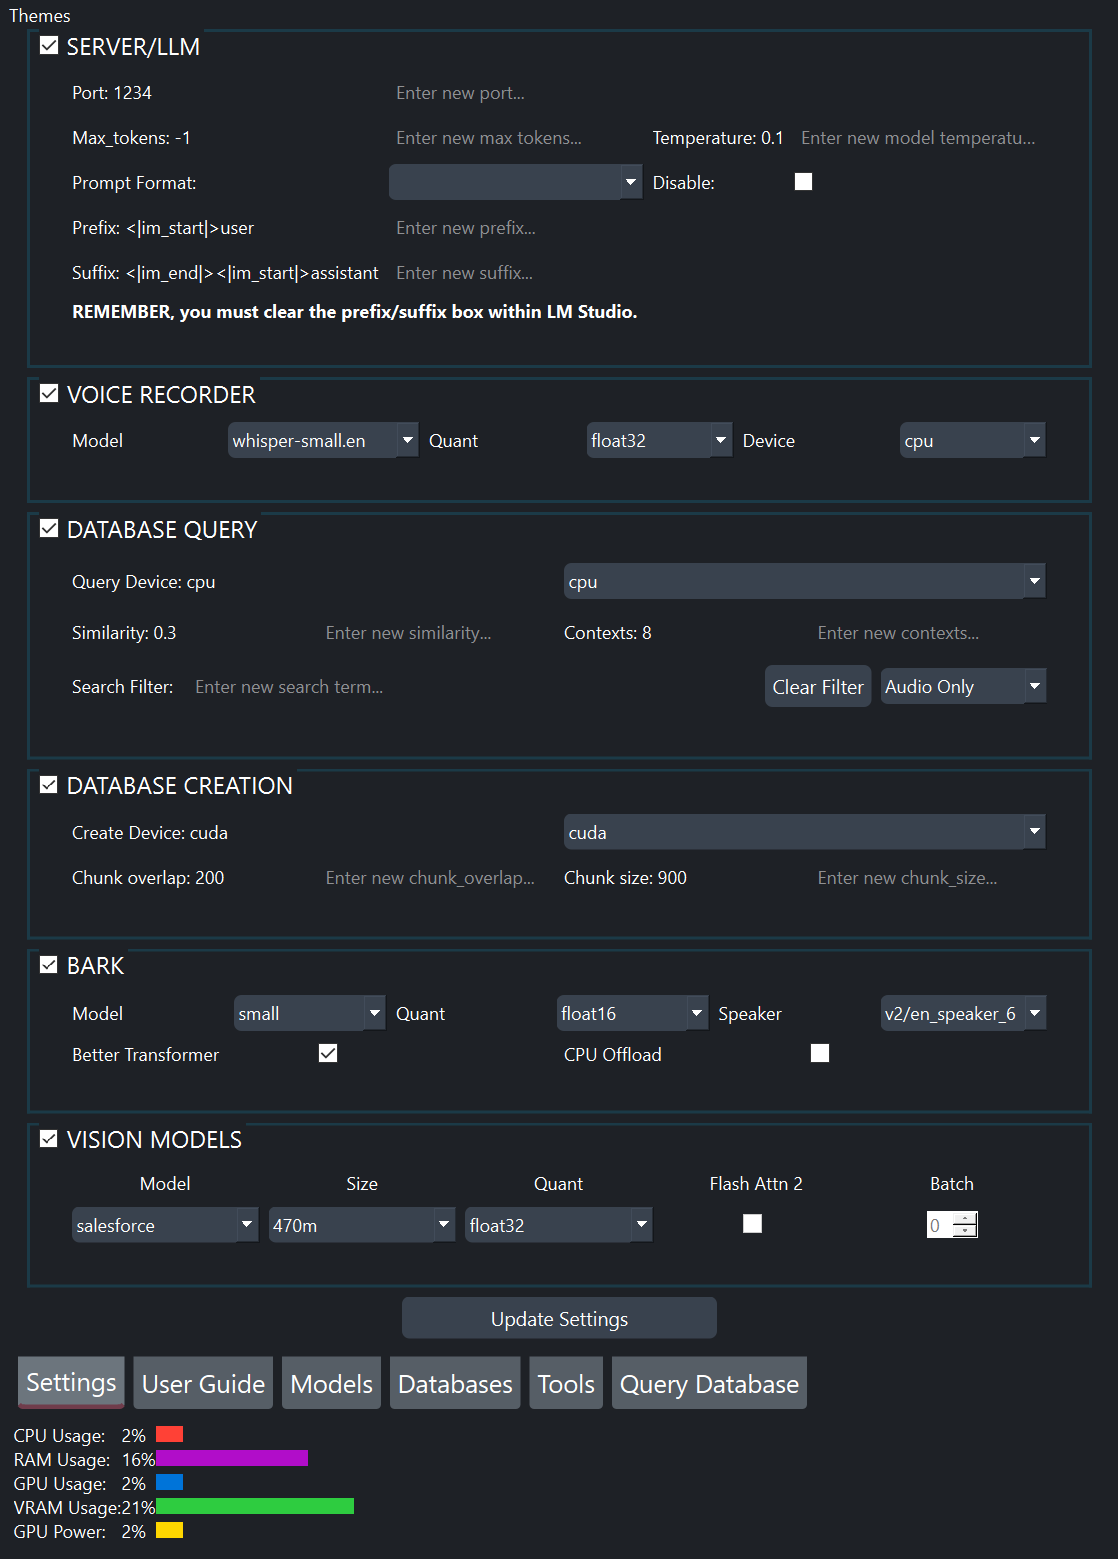 Themes
SERVER/LLM
Port: 1234 Enter new port...
Max_tokens: -1 Enter new max tokens... Temperature: 0.1 Enter new model temperatu...
Prompt Format: Disable:
Prefix: <|im_start|>user Enter new prefix...
Suffix: <|im_end|><|im_start|>assistant Enter new suffix...
REMEMBER, you must clear the prefix/suffix box within LM Studio.
VOICE RECORDER
Model whisper-small.en Quant float32 Device cpu
DATABASE QUERY
Query Device: cpu cpu
Similarity: 0.3 Enter new similarity... Contexts: 8 Enter new contexts...
Search Filter: Enter new search term... Clear Filter Audio Only
DATABASE CREATION
Create Device: cuda cuda
Chunk overlap: 200 Enter new chunk_overlap... Chunk size: 900 Enter new chunk_size...
BARK
Model small Quant float16 Speaker v2/en_speaker_6
Better Transformer CPU Offload
VISION MODELS
Model Size Quant Flash Attn 2 Batch
salesforce 470m float32 0
Update Settings
Settings User Guide Models Databases Tools Query Database
CPU Usage: 2%
RAM Usage: 16%
GPU Usage: 2%
VRAM Usage:21%
GPU Power: 2%